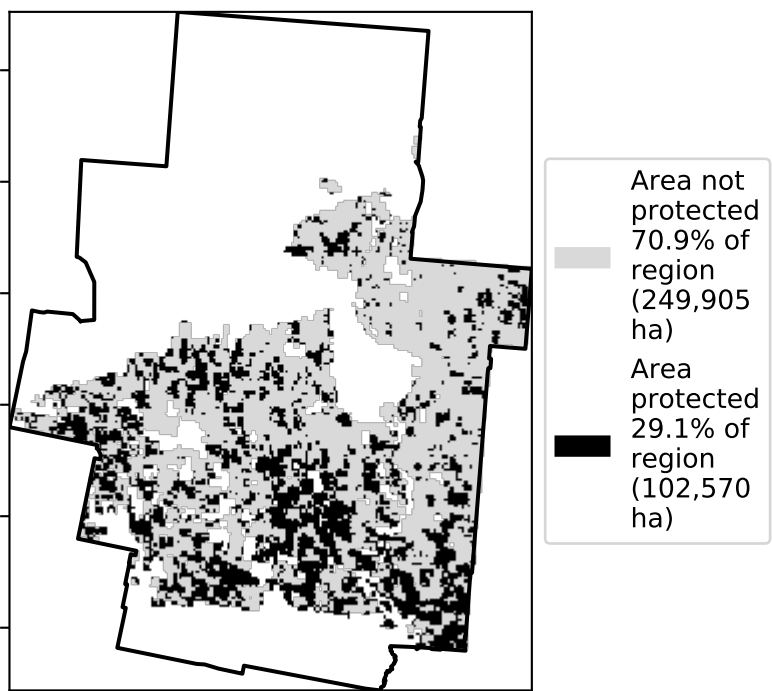 Area not
protected
70.9% of
region
(249,905
ha)
Area
protected
29.1% of
region
(102,570
ha)